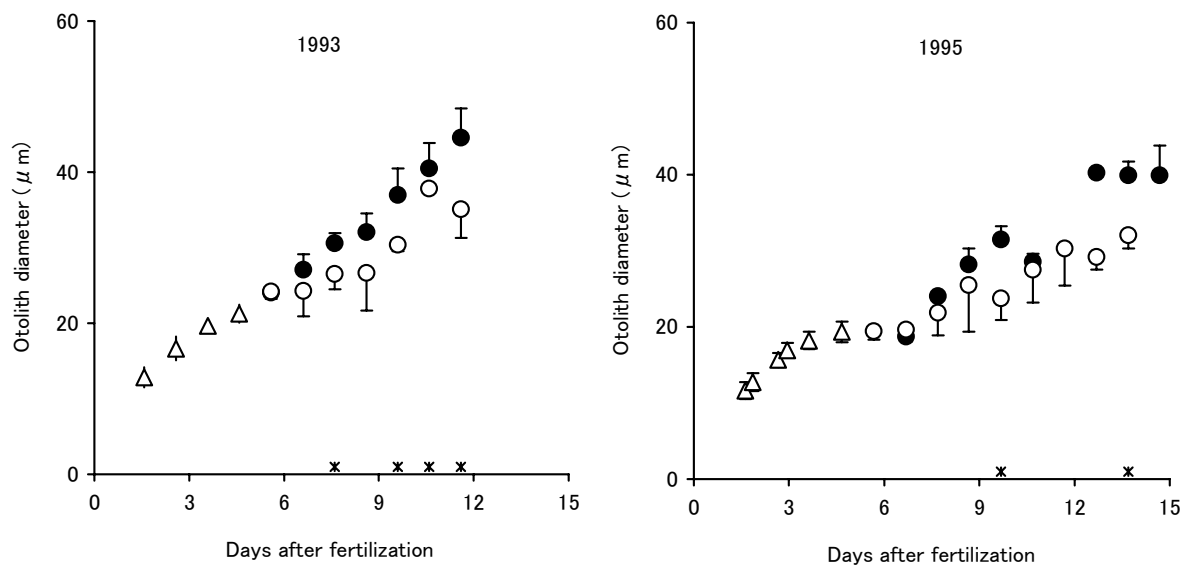 1993
60
40
20
0
Otolith diameter (μm)
0 3 6 9 12 15
Days after fertilization
1995
60
40
20
0
Otolith diameter (μm)
0 3 6 9 12 15
Days after fertilization